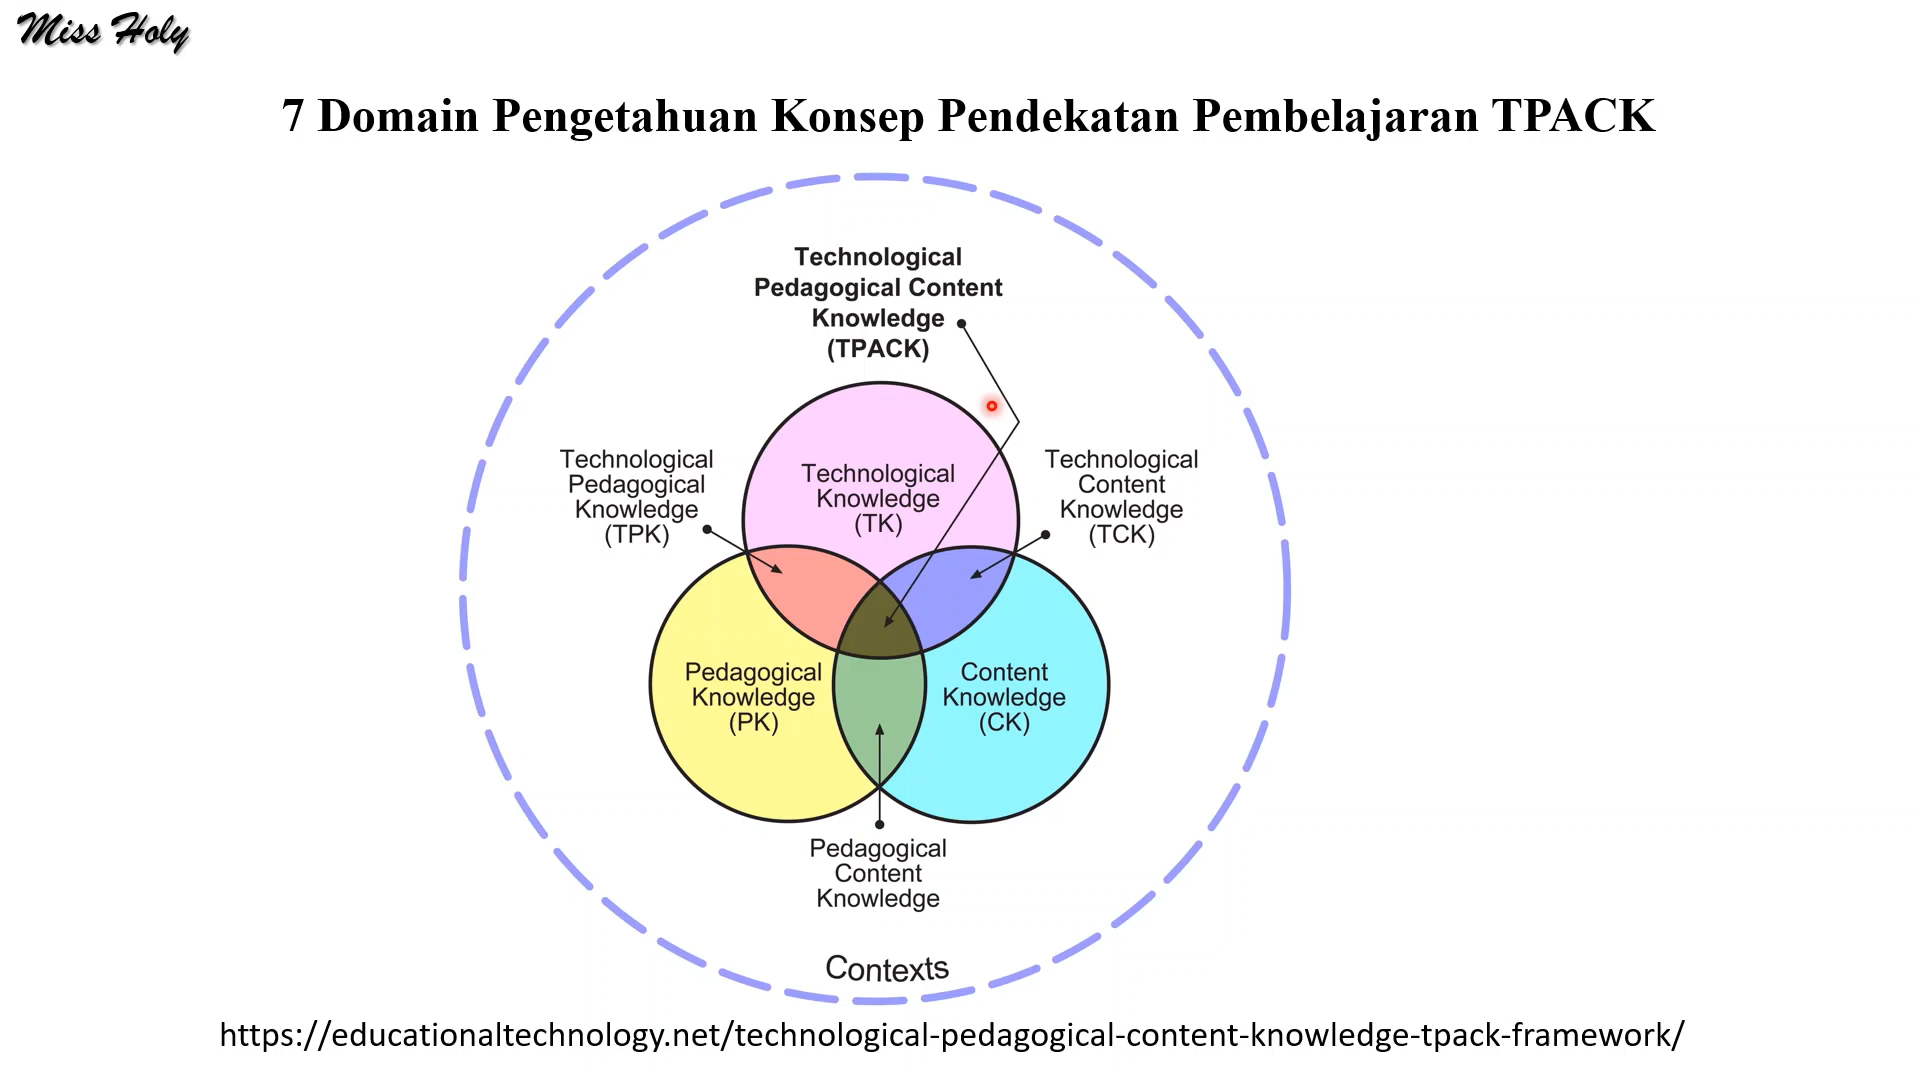 Miss Holy
7 Domain Pengetahuan Konsep Pendekatan Pembelajaran TPACK
Technological
Pedagogical Content
Knowledge
(TPACK)
Technological
Pedagogical
Knowledge
(TPK)
Technological
Knowledge
(TK)
Technological
Content
Knowledge
(TCK)
Pedagogical
Knowledge
(PK)
Content
Knowledge
(CK)
Pedagogical
Content
Knowledge
Contexts
https://educationaltechnology.net/technological-pedagogical-content-knowledge-tpack-framework/